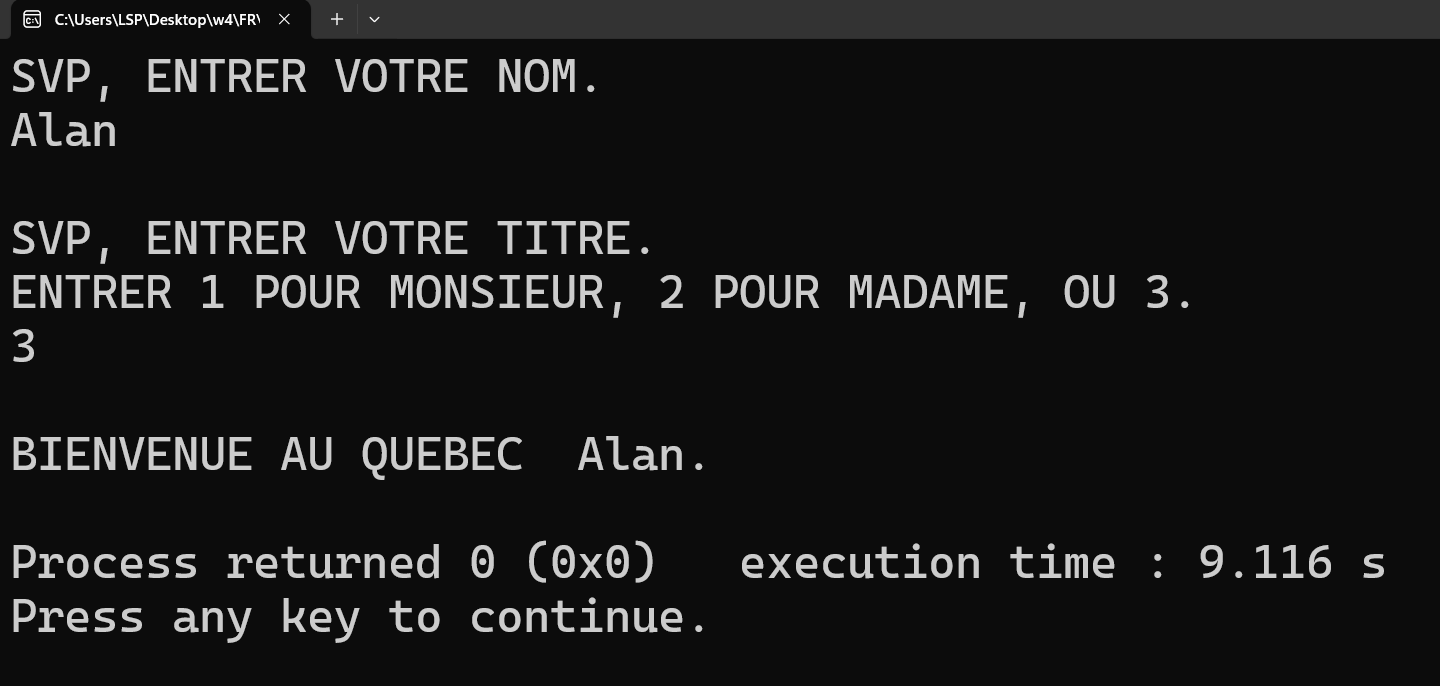 C:\Users\LSP\Desktop\w4\FR\
SVP, ENTRER VOTRE NOM.
Alan
SVP, ENTRER VOTRE TITRE.
ENTRER 1 POUR MONSIEUR, 2 POUR MADAME, OU 3.
3
BIENVENUE AU QUEBEC  Alan.
Process returned 0 (0x0)   execution time : 9.116 s
Press any key to continue.